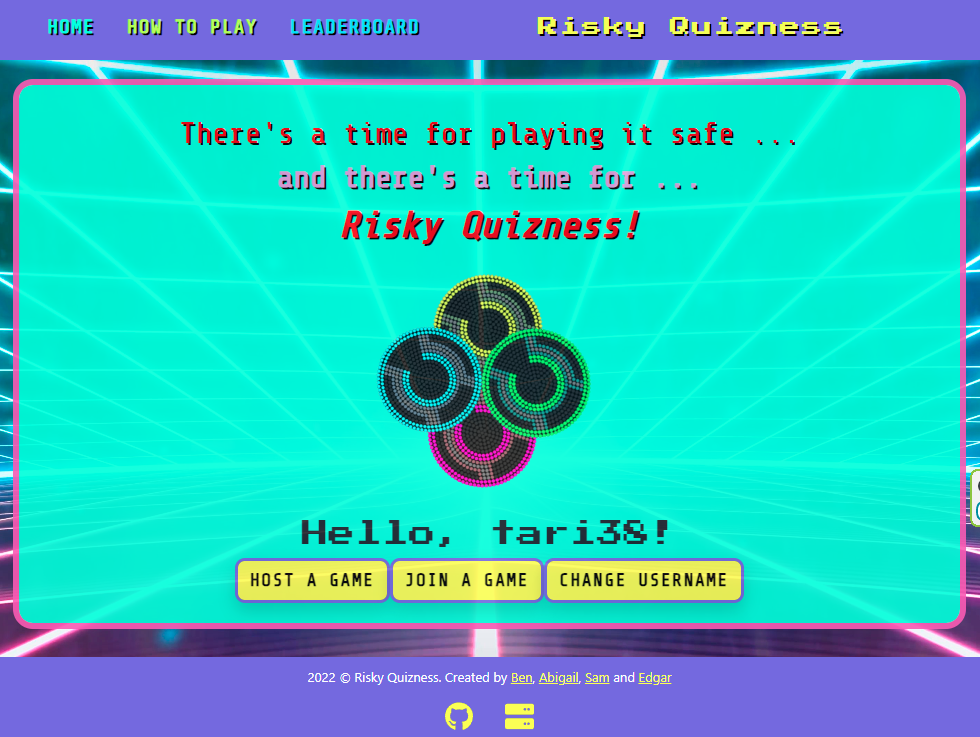 HOME HOW TO PLAY LEADERBOARD Risky Quizness
There's a time for playing it safe ...
and there's a time for ...
Risky Quizness!
Hello, tari38!
HOST A GAME JOIN A GAME CHANGE USERNAME
2022 © Risky Quizness. Created by Ben, Abigail, Sam and Edgar